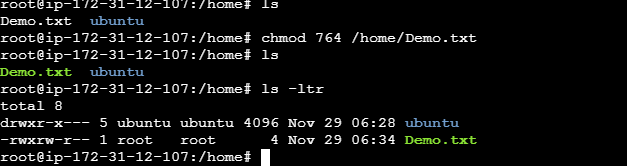 root@ip-172-31-12-107:/home# ls
Demo.txt  ubuntu
root@ip-172-31-12-107:/home# chmod 764 /home/Demo.txt
root@ip-172-31-12-107:/home# ls
Demo.txt  ubuntu
root@ip-172-31-12-107:/home# ls -ltr
total 8
drwxr-x--- 5 ubuntu ubuntu 4096 Nov 29 06:28 ubuntu
-rwxrw-r-- 1 root   root      4 Nov 29 06:34 Demo.txt
root@ip-172-31-12-107:/home#